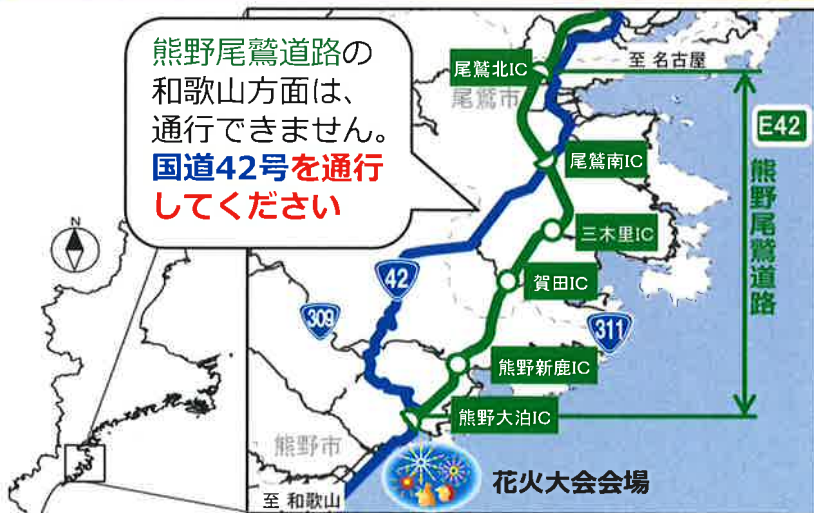 熊野尾鷲道路の
和歌山方面は、
通行できません。
国道42号を通行
してください
至 名古屋
尾鷲北IC
尾鷲市
E42
熊野尾鷲道路
尾鷲南IC
三木里IC
N
42
賀田IC
309
311
熊野新鹿IC
熊野大泊IC
熊野市
花火大会会場
至 和歌山